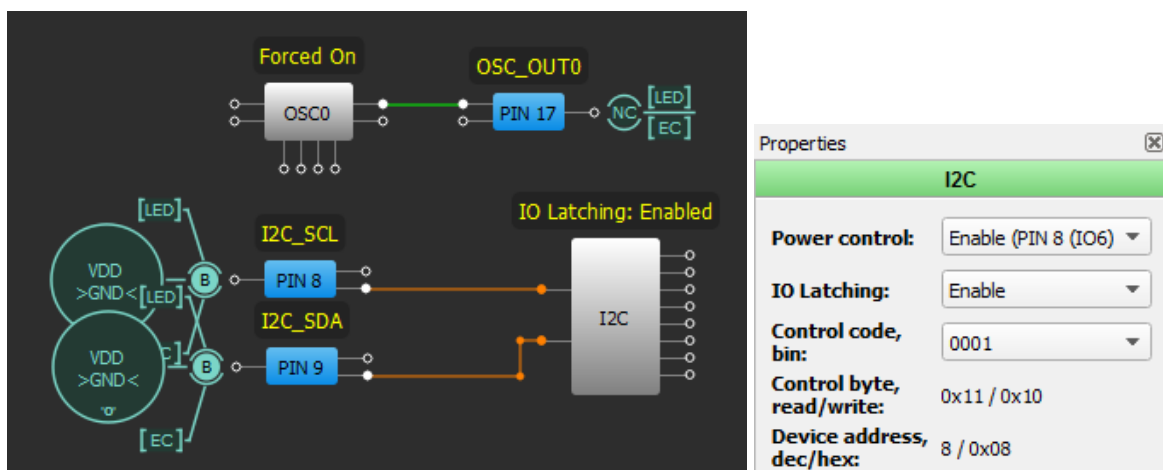 Forced On
OSC_OUT0
OSC0
PIN 17
NC
[LED]
[EC]
[LED]
I2C_SCL
IO Latching: Enabled
VDD
>GND<
[LED]
B
PIN 8
I2C
I2C_SDA
VDD
>GND<
"0"
B
PIN 9
[EC]
Properties
I2C
Power control:
Enable (PIN 8 (IO6)
IO Latching:
Enable
Control code,
bin:
0001
Control byte,
read/write:
0x11 / 0x10
Device address,
dec/hex:
8 / 0x08